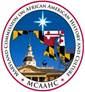 MARYLAND COMMISSION ON AFRICAN AMERICAN HISTORY AND CULTURE
MCAAHC